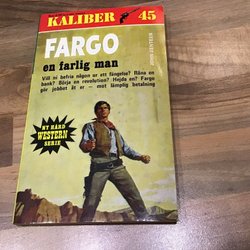 KALIBER 45
FARGO
en farlig man
Vill ni befria någon ur ett fängelse? Råna en
bank? Börja en revolution? Hejda en? Fargo
gör jobbet åt er — mot lämplig betalning
JOHN BENTEEN
NY HÅRD
WESTERN
SERIE